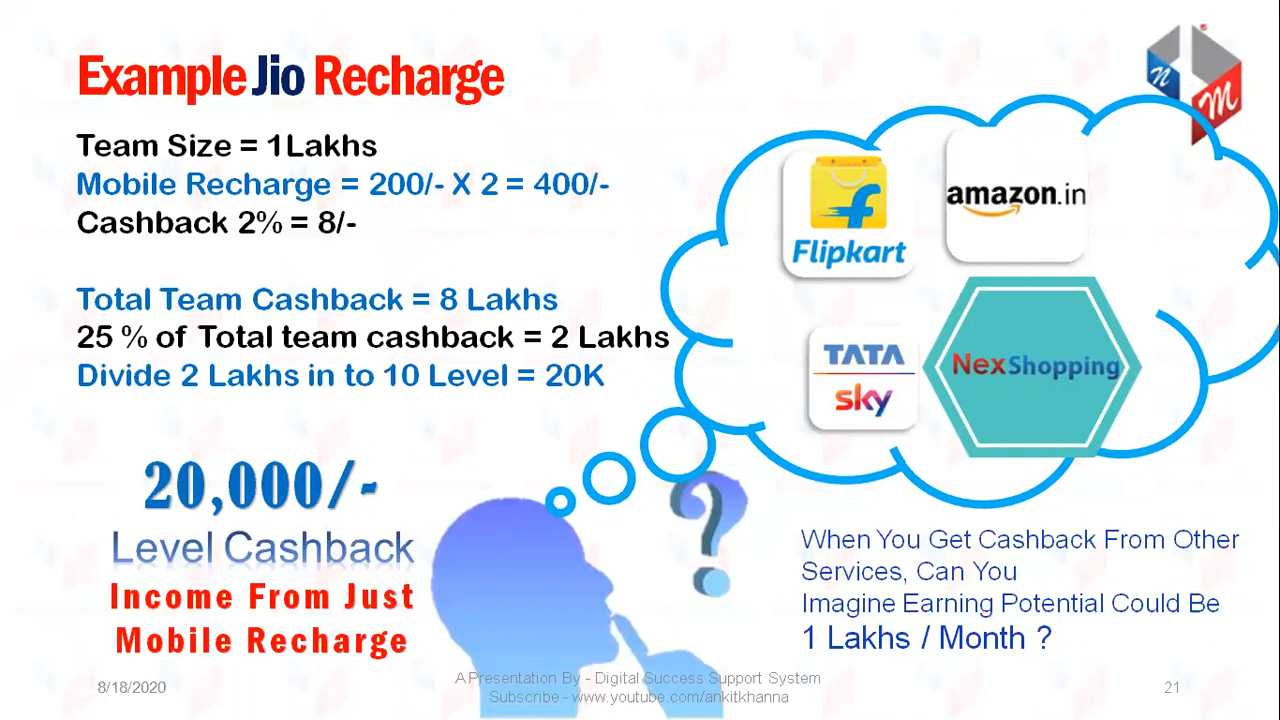 Example Jio Recharge
Team Size = 1Lakhs
Mobile Recharge = 200/- X 2 = 400/-
Cashback 2% = 8/-
Total Team Cashback = 8 Lakhs
25 % of Total team cashback = 2 Lakhs
Divide 2 Lakhs in to 10 Level = 20K
20,000/-
Level Cashback
Income From Just
Mobile Recharge
n
M
Flipkart
amazon.in
TATA
sky
NexShopping
?
When You Get Cashback From Other
Services, Can You
Imagine Earning Potential Could Be
1 Lakhs / Month ?
8/18/2020
A Presentation By - Digital Success Support System
Subscribe - www.youtube.com/ankitkhanna
21